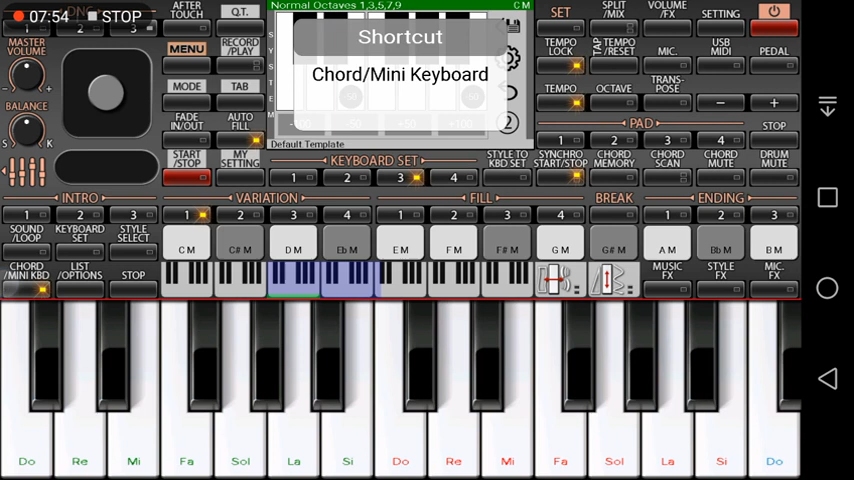 07:54 STOP
AFTER TOUCH
Q.T.
Normal Octaves 1,3,5,7,9 C M
SET
SPLIT /MIX
VOLUME /FX
SETTING
1 2 3
MASTER VOLUME
MENU
RECORD /PLAY
Shortcut
Chord/Mini Keyboard
TEMPO LOCK
TAP TEMPO /RESET
MIC.
USB MIDI
PEDAL
MODE
TAB
TEMPO
OCTAVE
TRANS- POSE
- +
BALANCE
S K
FADE IN/OUT
AUTO FILL
PAD
1 2 3 4
STOP
Default Template
START /STOP
MY SETTING
KEYBOARD SET
1 2 3 4
STYLE TO KBD SET
SYNCHRO START/STOP
CHORD MEMORY
CHORD SCAN
CHORD MUTE
DRUM MUTE
INTRO
VARIATION
FILL
BREAK
ENDING
1 2 3 1 2 3 4 1 2 3 4 1 2 3
SOUND /LOOP
KEYBOARD SET
STYLE SELECT
C M C# M D M Eb M E M F M F# M G M G# M A M Bb M B M
CHORD /MINI KBD
LIST /OPTIONS
STOP
MUSIC FX
STYLE FX
MIC. FX
Do Re Mi Fa Sol La Si Do Re Mi Fa Sol La Si Do